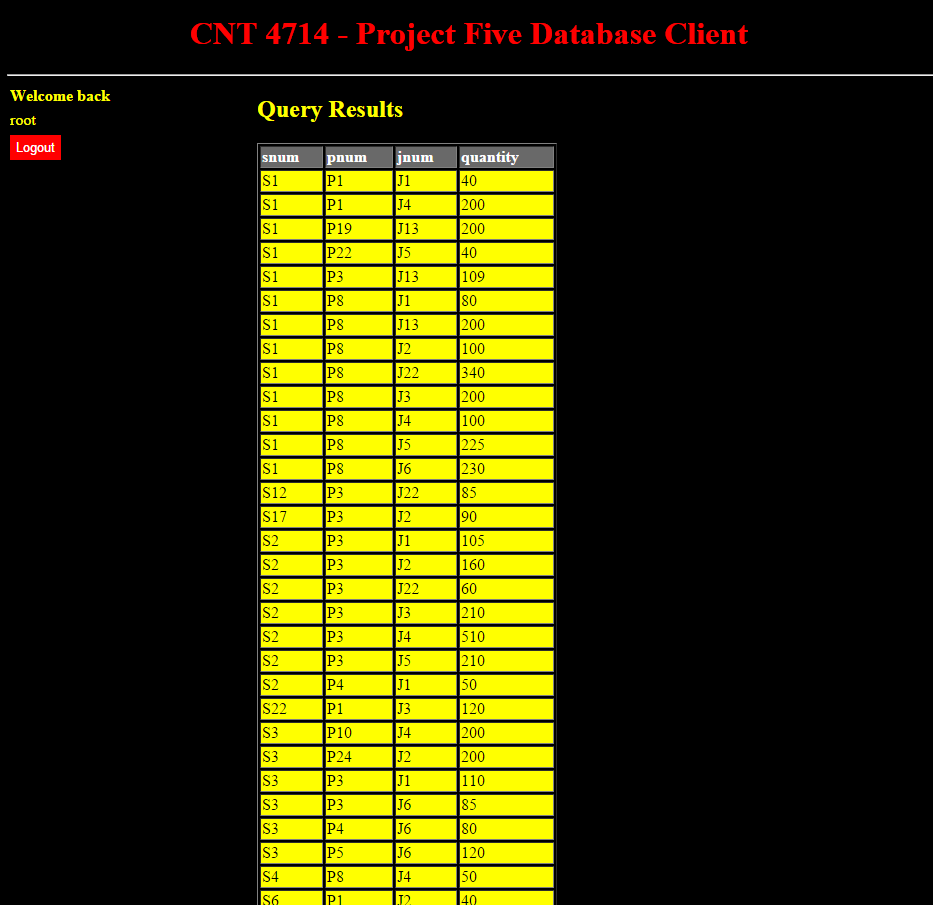 CNT 4714 - Project Five Database Client
Welcome back
root
Logout
Query Results
snum pnum jnum quantity
S1 P1 J1 40
S1 P1 J4 200
S1 P19 J13 200
S1 P22 J5 40
S1 P3 J13 109
S1 P8 J1 80
S1 P8 J13 200
S1 P8 J2 100
S1 P8 J22 340
S1 P8 J3 200
S1 P8 J4 100
S1 P8 J5 225
S1 P8 J6 230
S12 P3 J22 85
S17 P3 J2 90
S2 P3 J1 105
S2 P3 J2 160
S2 P3 J22 60
S2 P3 J3 210
S2 P3 J4 510
S2 P3 J5 210
S2 P4 J1 50
S22 P1 J3 120
S3 P10 J4 200
S3 P24 J2 200
S3 P3 J1 110
S3 P3 J6 85
S3 P4 J6 80
S3 P5 J6 120
S4 P8 J4 50
S6 P1 J2 40